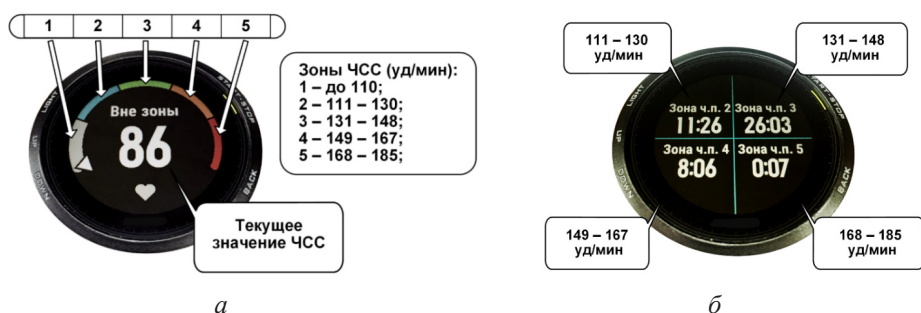 1 2 3 4 5
LIGHT
START-STOP
UP
DOWN
BACK
Вне зоны
86
Зоны ЧСС (уд/мин):
1 – до 110;
2 – 111 – 130;
3 – 131 – 148;
4 – 149 – 167;
5 – 168 – 185;
Текущее
значение ЧСС
а
111 – 130
уд/мин
131 – 148
уд/мин
LIGHT
START-STOP
UP
DOWN
BACK
Зона ч.п. 2 Зона ч.п. 3
11:26 26:03
Зона ч.п. 4 Зона ч.п. 5
8:06 0:07
149 – 167
уд/мин
168 – 185
уд/мин
б